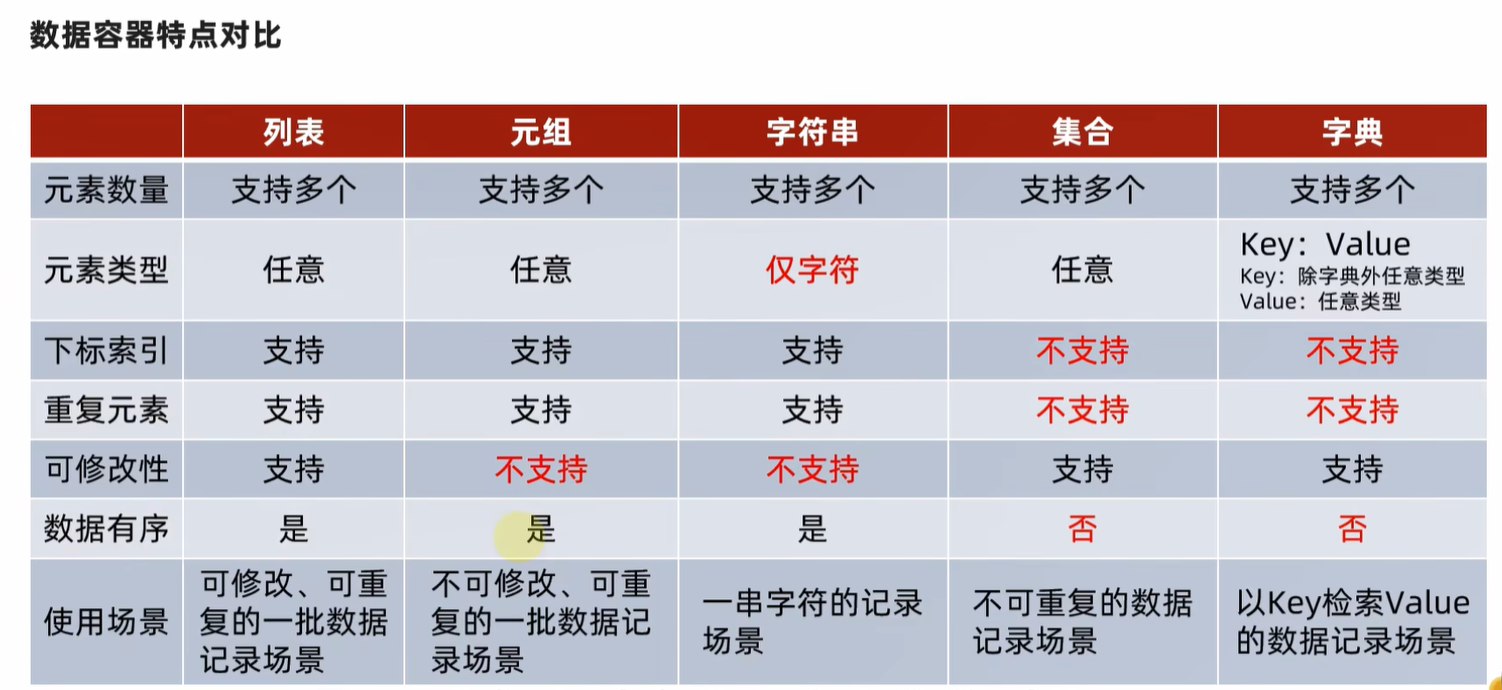 数据容器特点对比
列表 元组 字符串 集合 字典
元素数量 支持多个 支持多个 支持多个 支持多个 支持多个
元素类型 任意 任意 仅字符 任意 Key：Value
Key：除字典外任意类型
Value：任意类型
下标索引 支持 支持 支持 不支持 不支持
重复元素 支持 支持 支持 不支持 不支持
可修改性 支持 不支持 不支持 支持 支持
数据有序 是 是 是 否 否
使用场景
可修改、可重
复的一批数据
记录场景
不可修改、可重
复的一批数据记
录场景
一串字符的记录
场景
不可重复的数据
记录场景
以Key检索Value
的数据记录场景